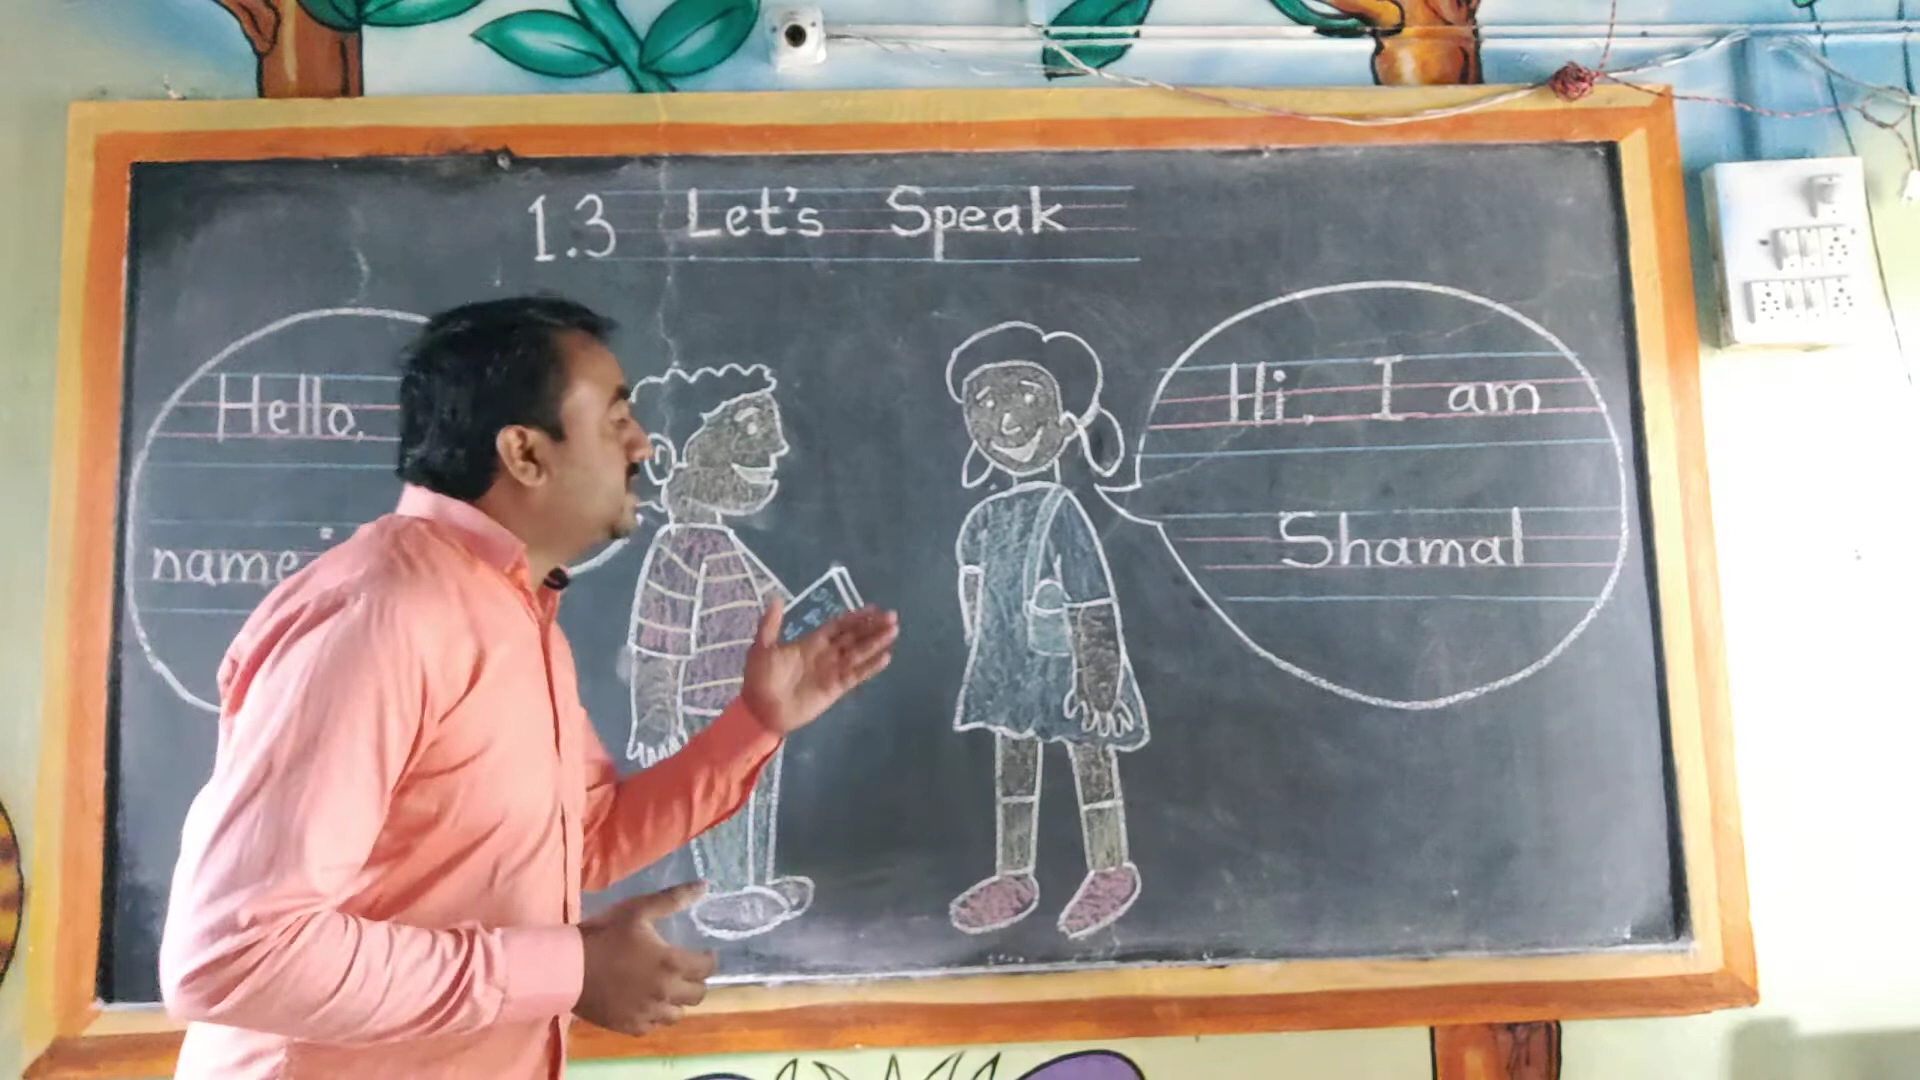 1.3 Let's Speak
Hello,
name
Hi, I am
Shamal